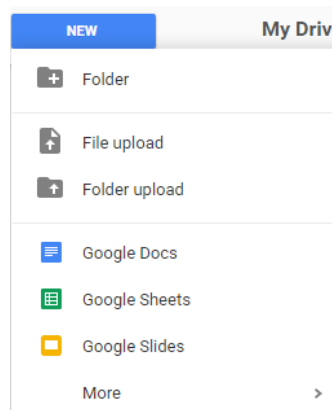 NEW
My Driv
Folder
File upload
Folder upload
Google Docs
Google Sheets
Google Slides
More